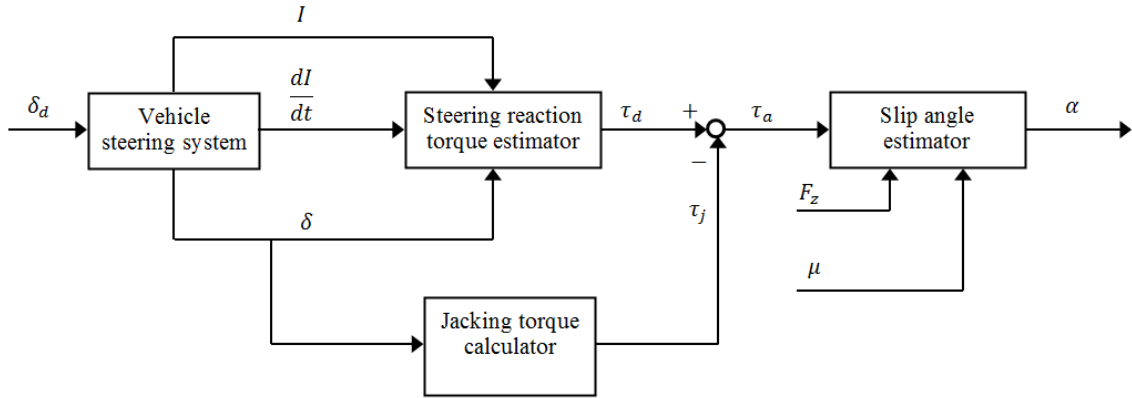 I
dI
dt
δ_d
Vehicle
steering system
Steering reaction
torque estimator
τ_d
+
−
τ_a
Slip angle
estimator
α
F_z
τ_j
δ
μ
Jacking torque
calculator